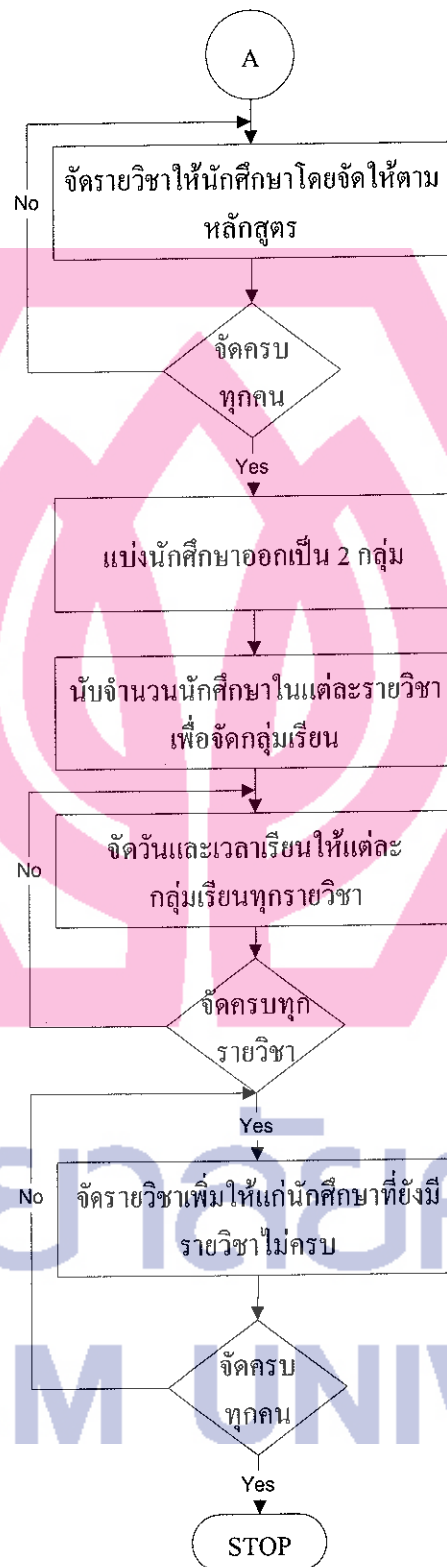 A
จัดรายวิชาให้นักศึกษาโดยจัดให้ตาม
หลักสูตร
No
จัดครบ
ทุกคน
Yes
แบ่งนักศึกษาออกเป็น 2 กลุ่ม
นับจำนวนนักศึกษาในแต่ละรายวิชา
เพื่อจัดกลุ่มเรียน
จัดวันและเวลาเรียนให้แต่ละ
กลุ่มเรียนทุกรายวิชา
No
จัดครบทุก
รายวิชา
Yes
จัดรายวิชาเพิ่มให้แก่นักศึกษาที่ยังมี
รายวิชาไม่ครบ
No
จัดครบ
ทุกคน
Yes
STOP